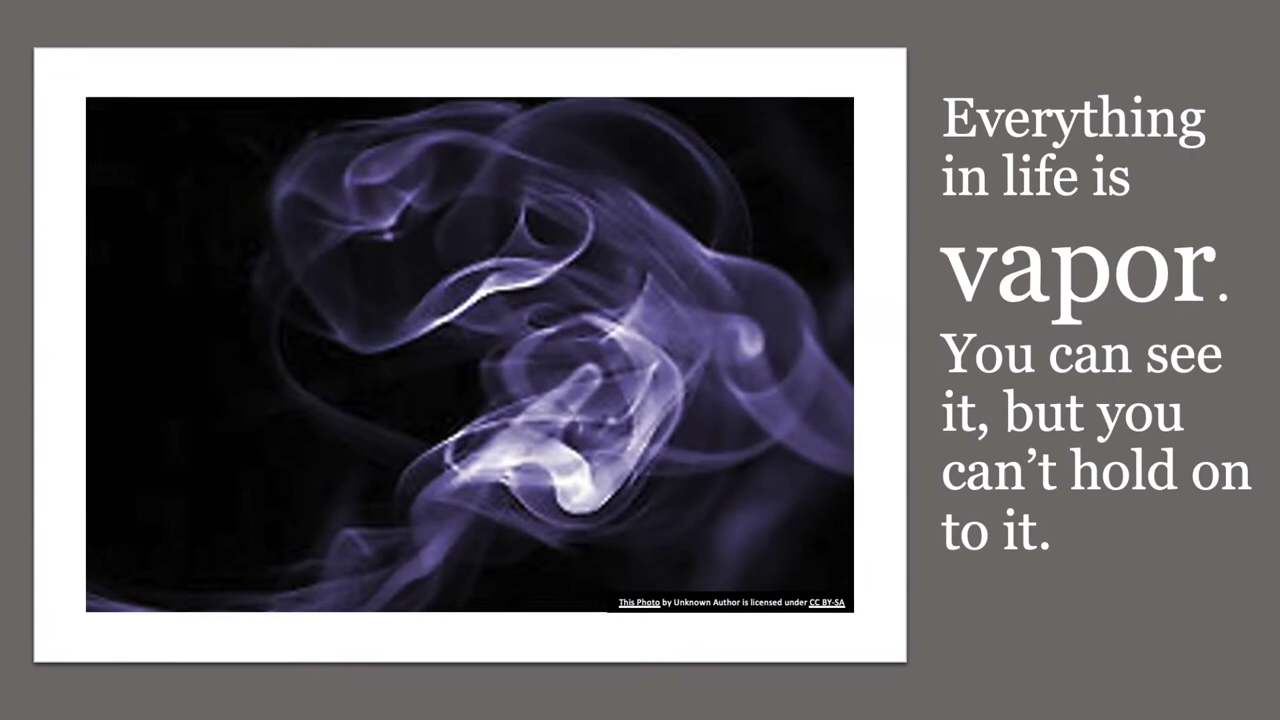 Everything
in life is
vapor.
You can see
it, but you
can’t hold on
to it.
This Photo by Unknown Author is licensed under CC BY-SA